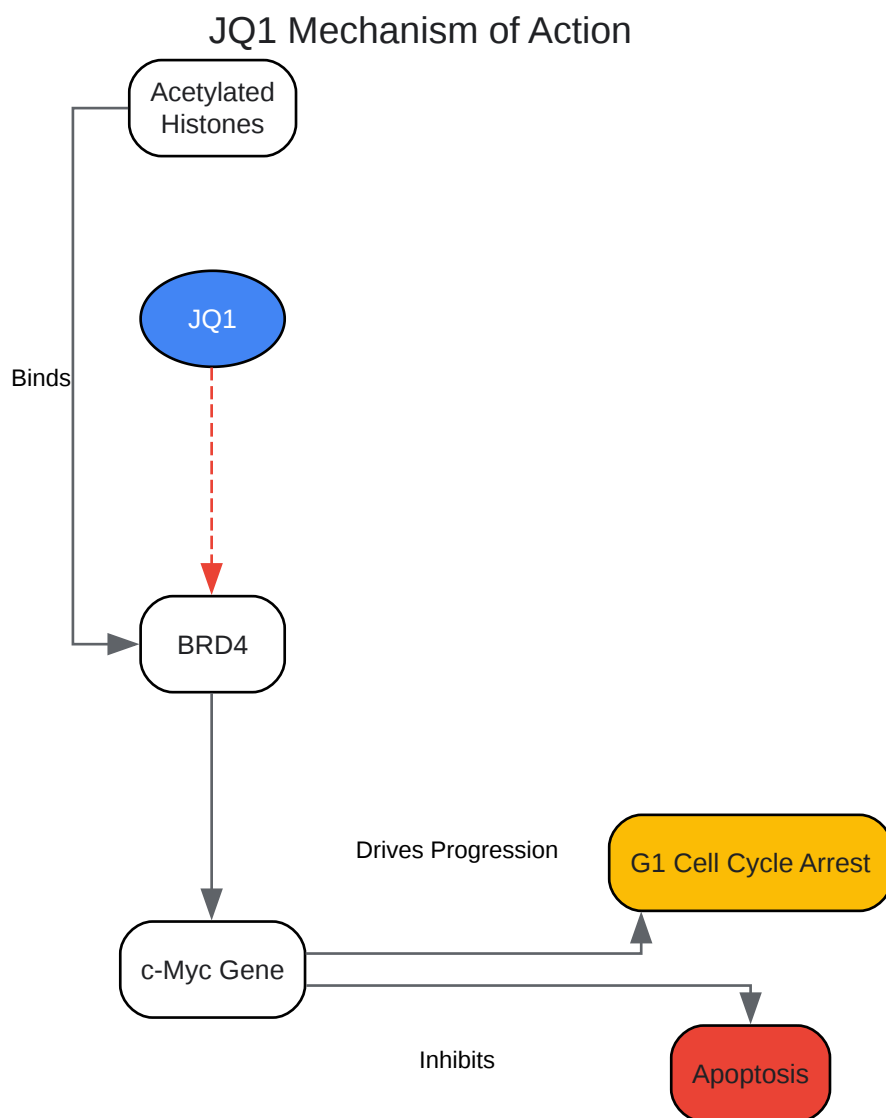 JQ1 Mechanism of Action
Acetylated
Histones
JQ1
Binds
BRD4
Drives Progression
G1 Cell Cycle Arrest
c-Myc Gene
Inhibits
Apoptosis